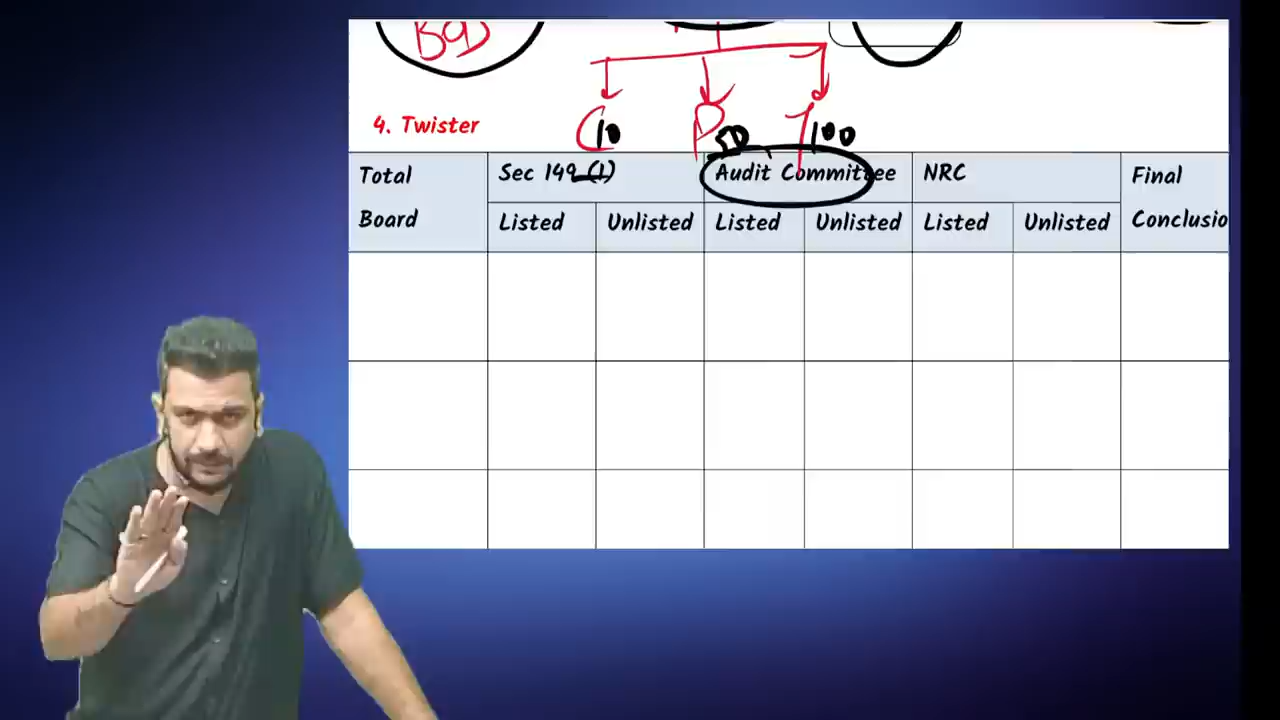 BOD
4. Twister
C 10 P 50 T 100
Total Board
Sec 149 (1)
Audit Committee
NRC
Final Conclusio
Listed Unlisted Listed Unlisted Listed Unlisted